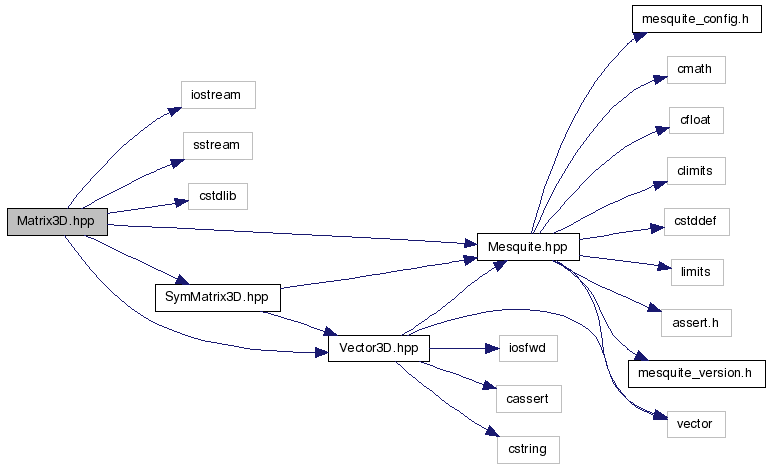 mesquite_config.h
cmath
iostream
cfloat
sstream
climits
cstdlib
Matrix3D.hpp
cstddef
Mesquite.hpp
limits
SymMatrix3D.hpp
assert.h
Vector3D.hpp
iosfwd
mesquite_version.h
cassert
vector
cstring